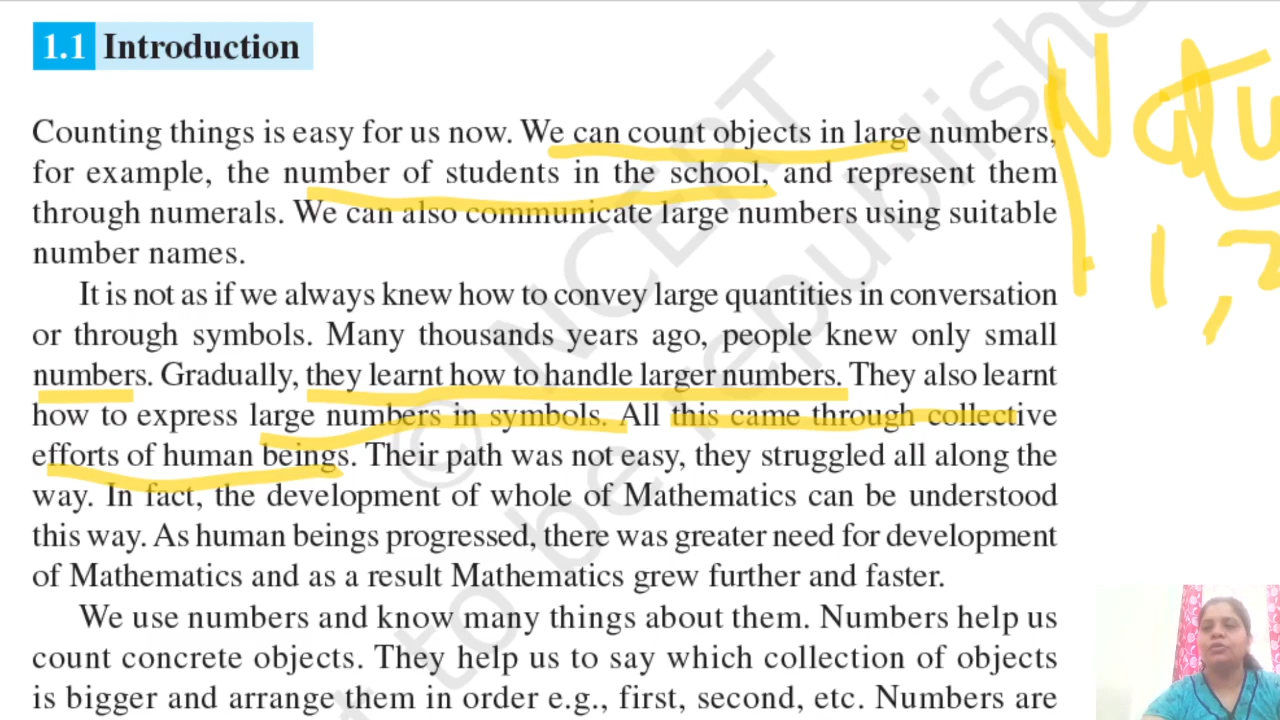 1.1 Introduction
Counting things is easy for us now. We can count objects in large numbers,
for example, the number of students in the school, and represent them
through numerals. We can also communicate large numbers using suitable
number names.
It is not as if we always knew how to convey large quantities in conversation
or through symbols. Many thousands years ago, people knew only small
numbers. Gradually, they learnt how to handle larger numbers. They also learnt
how to express large numbers in symbols. All this came through collective
efforts of human beings. Their path was not easy, they struggled all along the
way. In fact, the development of whole of Mathematics can be understood
this way. As human beings progressed, there was greater need for development
of Mathematics and as a result Mathematics grew further and faster.
We use numbers and know many things about them. Numbers help us
count concrete objects. They help us to say which collection of objects
is bigger and arrange them in order e.g., first, second, etc. Numbers are
Natu
1, 2
© NCERT
be republishe